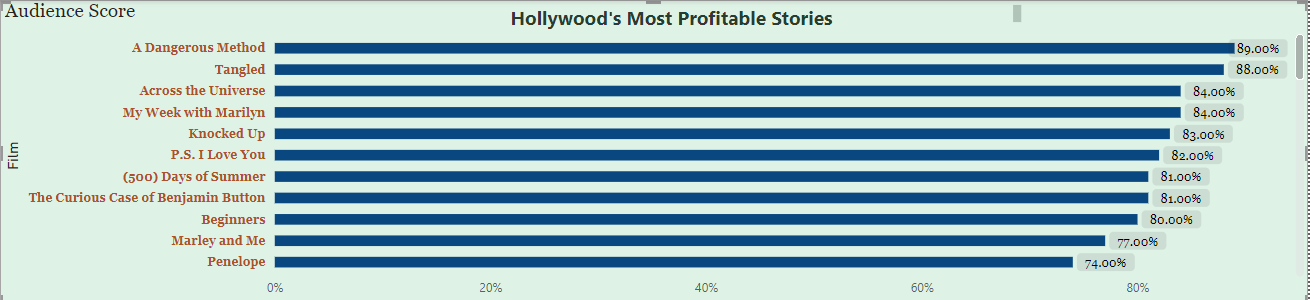 Audience Score
Hollywood's Most Profitable Stories
Film
A Dangerous Method 89.00%
Tangled 88.00%
Across the Universe 84.00%
My Week with Marilyn 84.00%
Knocked Up 83.00%
P.S. I Love You 82.00%
(500) Days of Summer 81.00%
The Curious Case of Benjamin Button 81.00%
Beginners 80.00%
Marley and Me 77.00%
Penelope 74.00%
0% 20% 40% 60% 80%